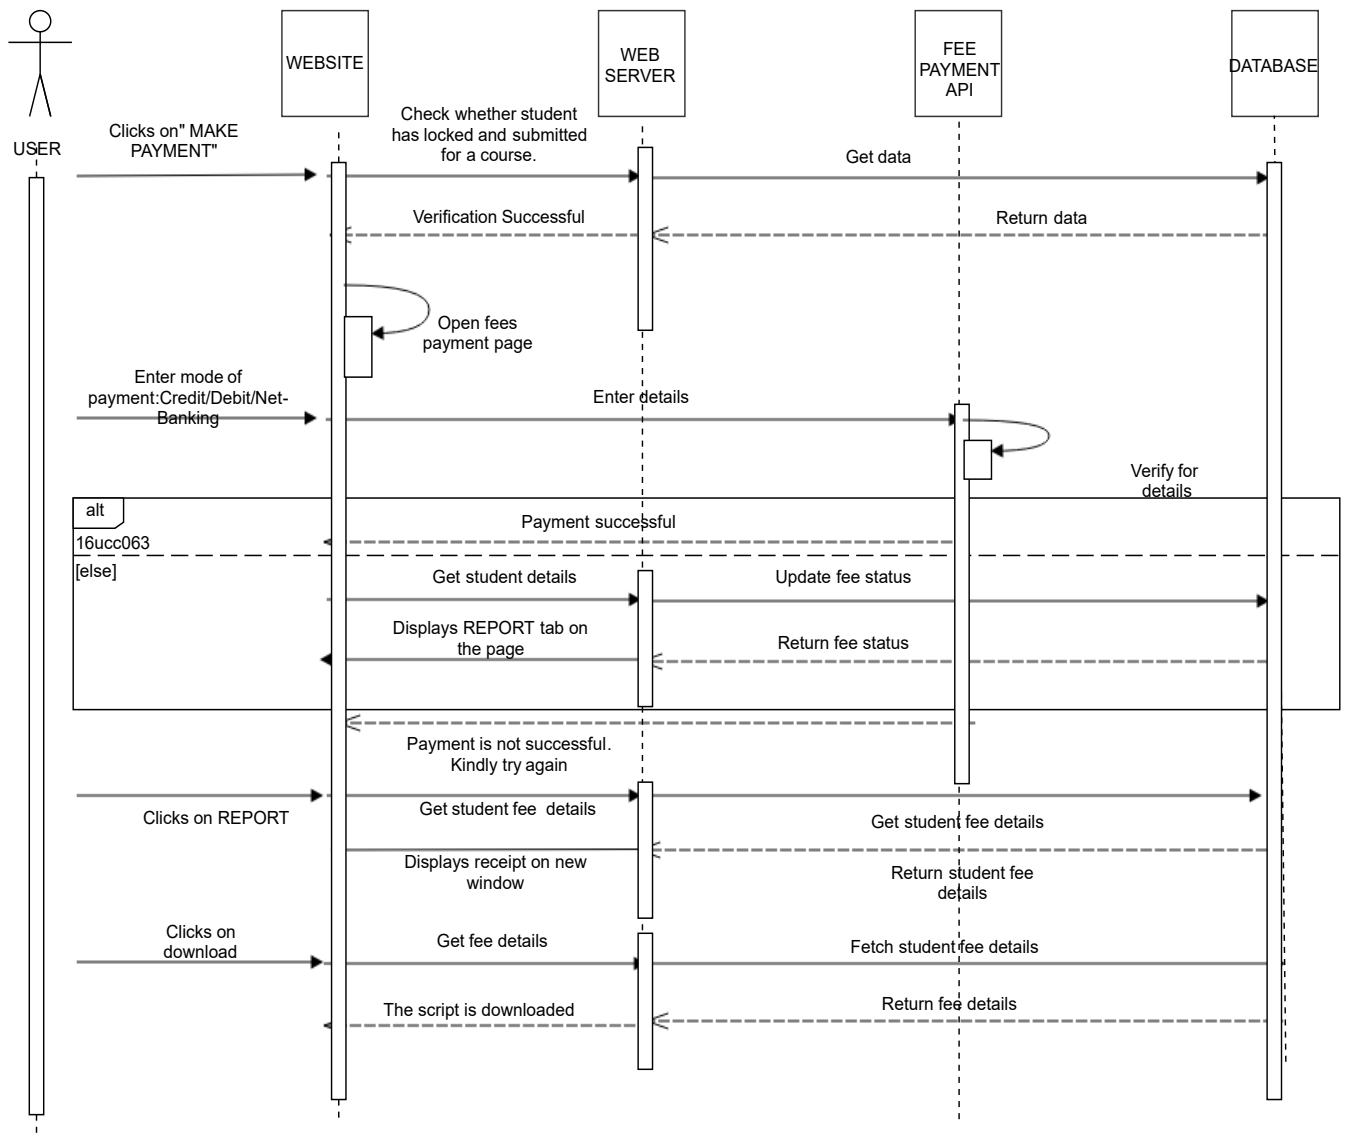 USER
WEBSITE
WEB
SERVER
FEE
PAYMENT
API
DATABASE
Clicks on" MAKE
PAYMENT"
Check whether student
has locked and submitted
for a course.
Get data
Verification Successful
Return data
Open fees
payment page
Enter mode of
payment:Credit/Debit/Net-
Banking
Enter details
Verify for
details
alt
16ucc063
Payment successful
[else]
Get student details
Update fee status
Displays REPORT tab on
the page
Return fee status
Payment is not successful.
Kindly try again
Clicks on REPORT
Get student fee details
Get student fee details
Displays receipt on new
window
Return student fee
details
Clicks on
download
Get fee details
Fetch student fee details
The script is downloaded
Return fee details